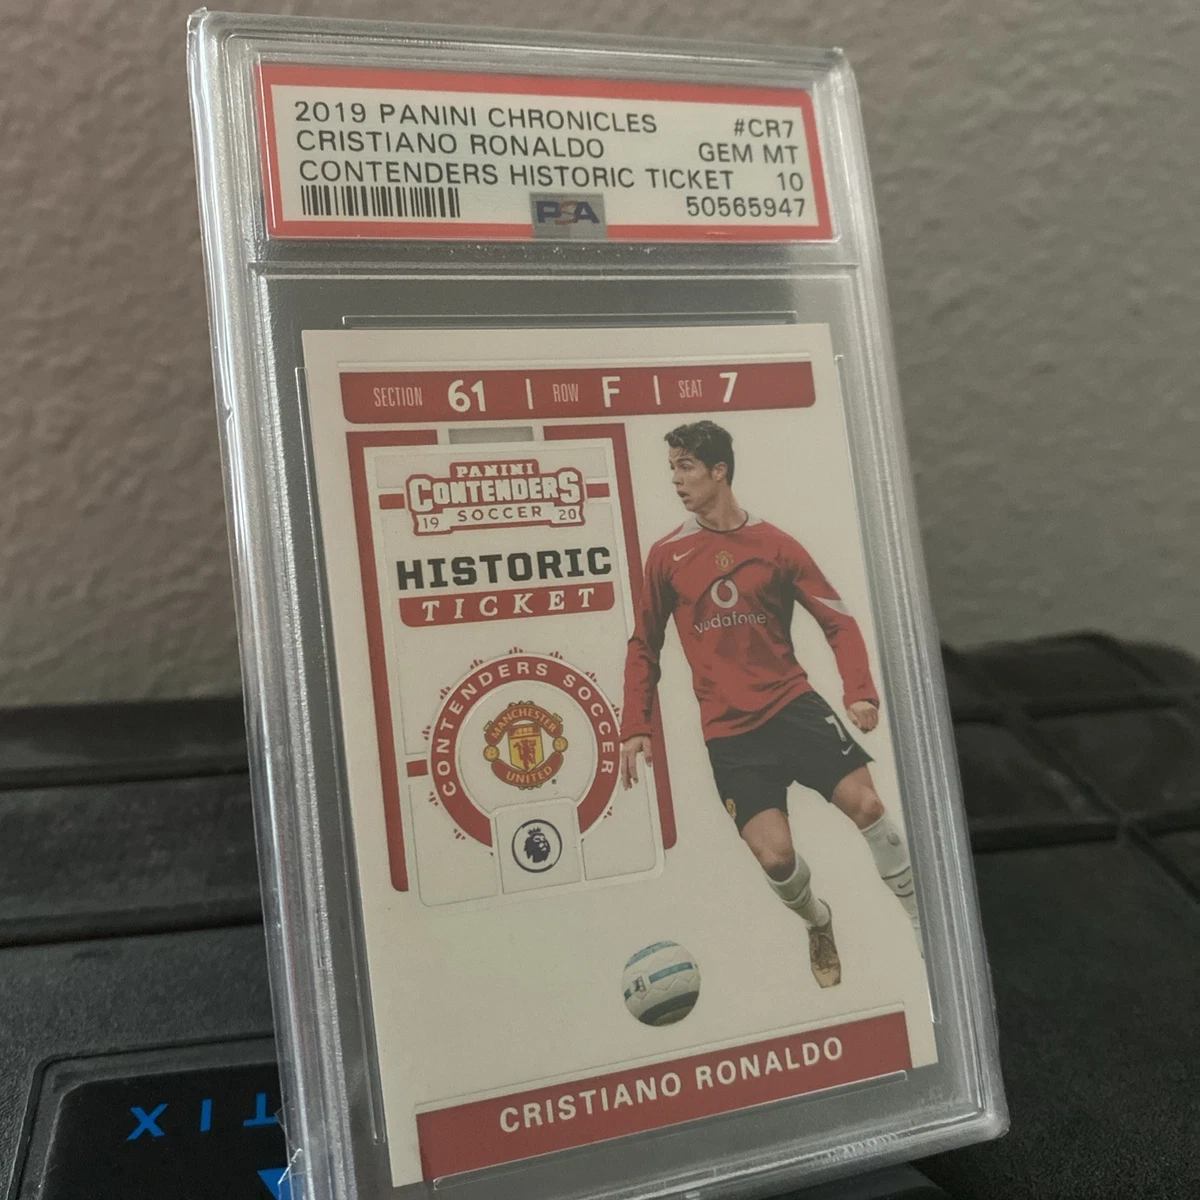 2019 PANINI CHRONICLES #CR7
CRISTIANO RONALDO GEM MT
CONTENDERS HISTORIC TICKET 10
PSA 50565947
SECTION 61 | ROW F | SEAT 7
PANINI
CONTENDERS
19 SOCCER 20
HISTORIC
TICKET
CONTENDERS SOCCER
MANCHESTER
UNITED
vodafone
7
CRISTIANO RONALDO